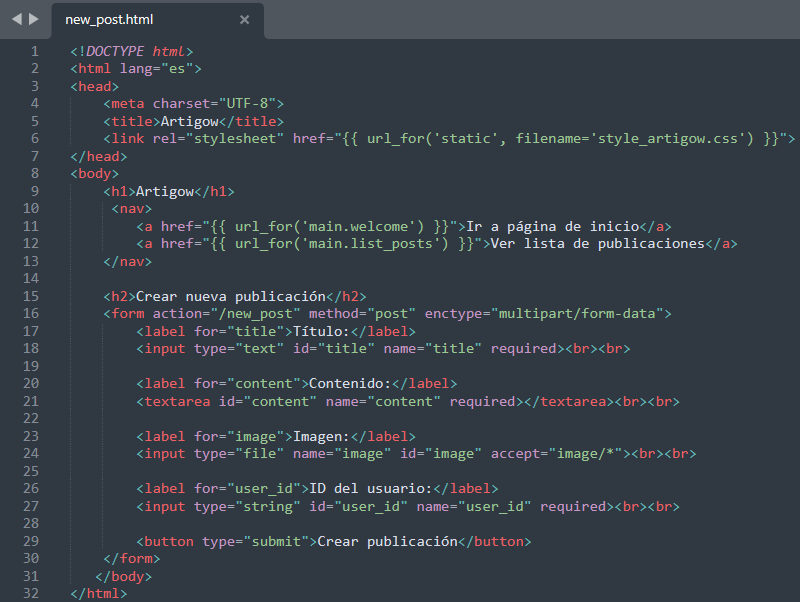 new_post.html
1 <!DOCTYPE html>
2 <html lang="es">
3 <head>
4     <meta charset="UTF-8">
5     <title>Artigow</title>
6     <link rel="stylesheet" href="{{ url_for('static', filename='style_artigow.css') }}">
7 </head>
8 <body>
9     <h1>Artigow</h1>
10      <nav>
11         <a href="{{ url_for('main.welcome') }}">Ir a página de inicio</a>
12         <a href="{{ url_for('main.list_posts') }}">Ver lista de publicaciones</a>
13     </nav>
14
15     <h2>Crear nueva publicación</h2>
16     <form action="/new_post" method="post" enctype="multipart/form-data">
17         <label for="title">Título:</label>
18         <input type="text" id="title" name="title" required><br><br>
19
20         <label for="content">Contenido:</label>
21         <textarea id="content" name="content" required></textarea><br><br>
22
23         <label for="image">Imagen:</label>
24         <input type="file" name="image" id="image" accept="image/*"><br><br>
25
26         <label for="user_id">ID del usuario:</label>
27         <input type="string" id="user_id" name="user_id" required><br><br>
28
29         <button type="submit">Crear publicación</button>
30     </form>
31    </body>
32 </html>